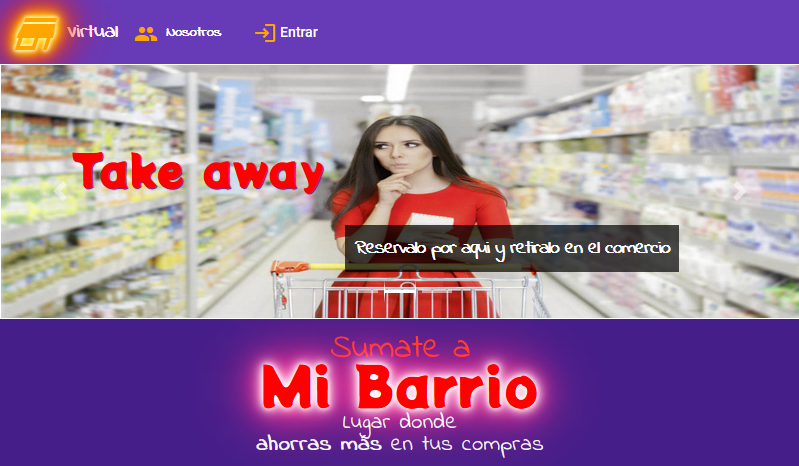 Virtual
Nosotros
Entrar
Take away
Reservalo por aqui y retiralo en el comercio
Sumate a
Mi Barrio
Lugar donde
ahorras más en tus compras